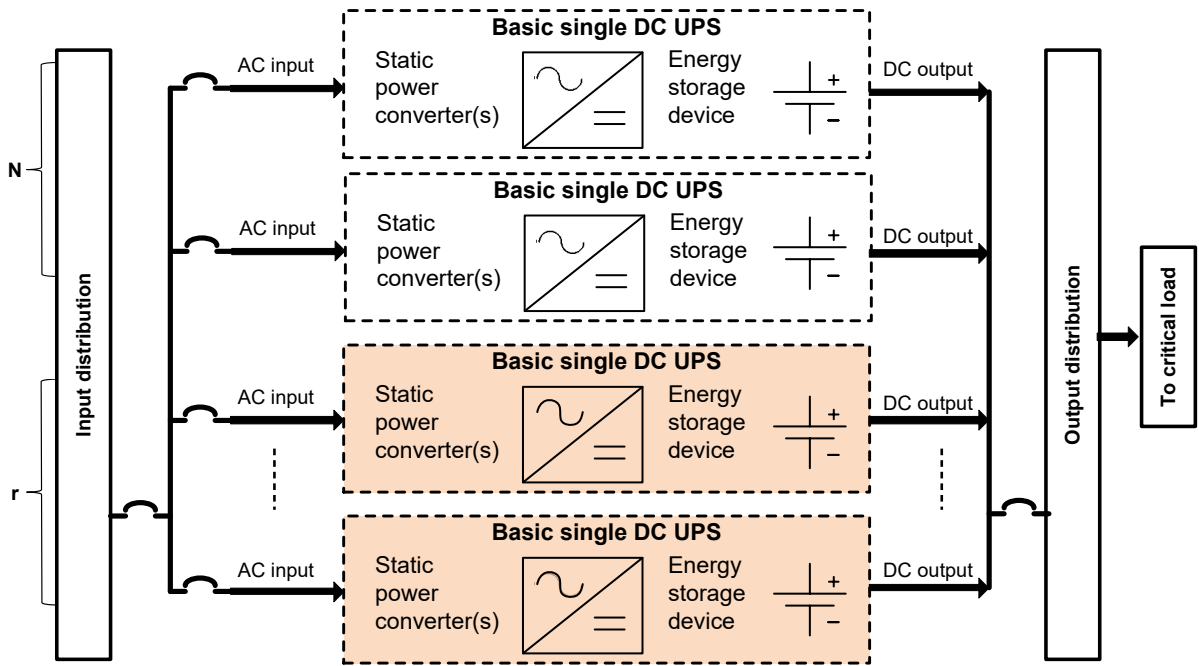 Basic single DC UPS
AC input
Static
power
converter(s)
Energy
storage
device
+
−
DC output
N
Basic single DC UPS
AC input
Static
power
converter(s)
Energy
storage
device
+
−
DC output
Input distribution
Output distribution
To critical load
Basic single DC UPS
AC input
Static
power
converter(s)
Energy
storage
device
+
−
DC output
r
Basic single DC UPS
AC input
Static
power
converter(s)
Energy
storage
device
+
−
DC output